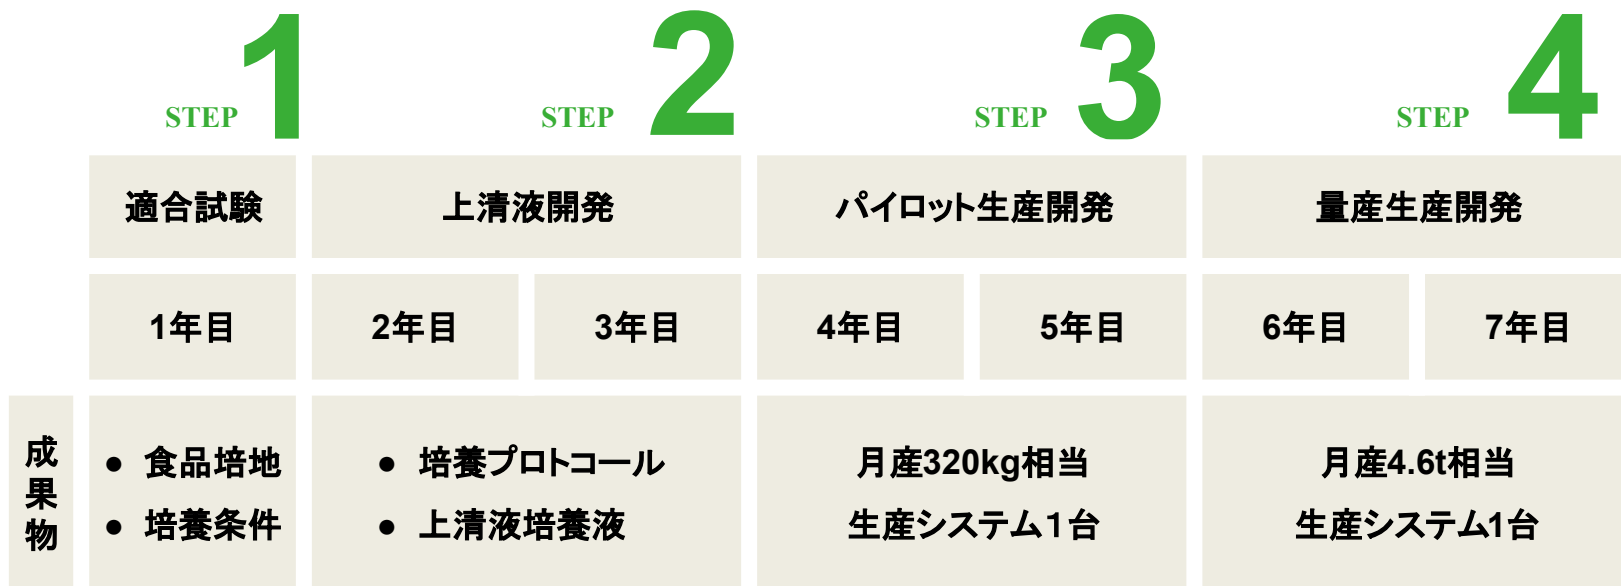 STEP 1
STEP 2
STEP 3
STEP 4
適合試験
上清液開発
パイロット生産開発
量産生産開発
1年目
2年目
3年目
4年目
5年目
6年目
7年目
成果物
● 食品培地
● 培養条件
● 培養プロトコール
● 上清液培養液
月産320kg相当
生産システム１台
月産4.6t相当
生産システム1台